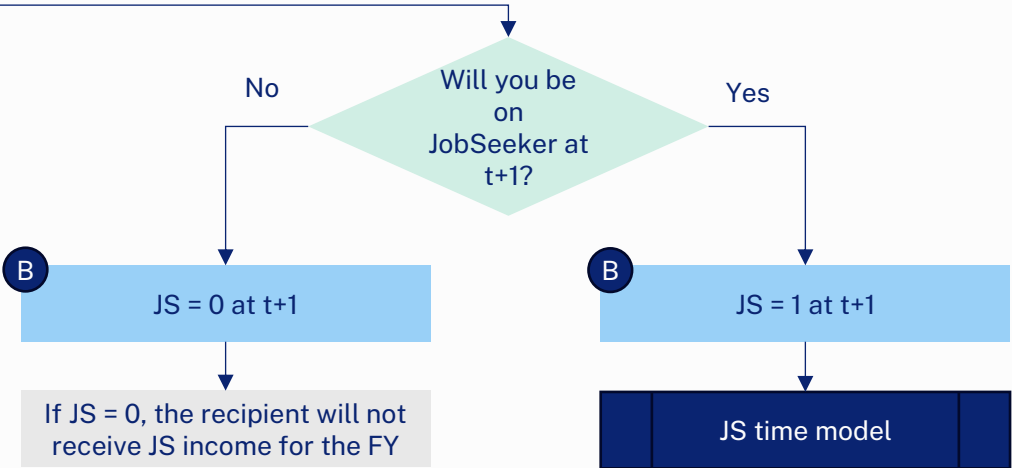 Will you be
on
JobSeeker at
t+1?
No
Yes
B
JS = 0 at t+1
B
JS = 1 at t+1
If JS = 0, the recipient will not
receive JS income for the FY
JS time model